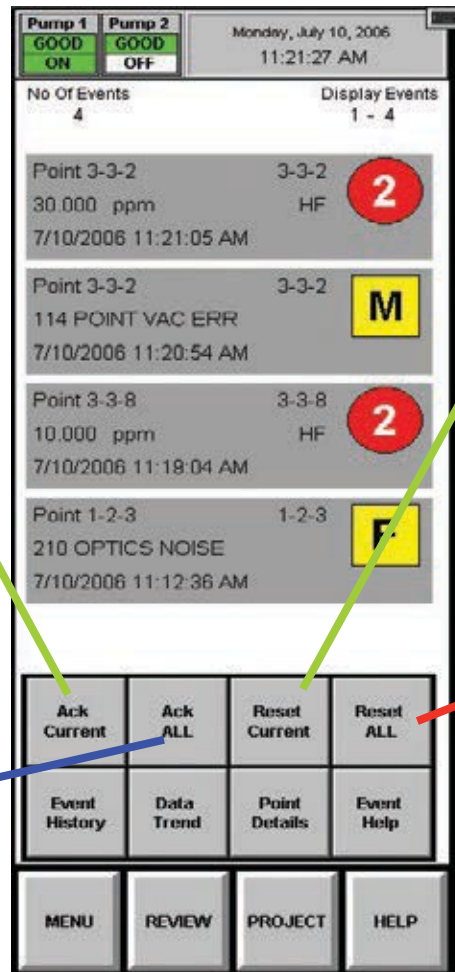 Pump 1 Pump 2
GOOD GOOD
ON OFF
Monday, July 10, 2006
11:21:27 AM
No Of Events Display Events
4 1 - 4
Point 3-3-2 3-3-2
30.000 ppm HF
2
7/10/2006 11:21:05 AM
Point 3-3-2 3-3-2
114 POINT VAC ERR
M
7/10/2006 11:20:54 AM
Point 3-3-8 3-3-8
10.000 ppm HF
2
7/10/2006 11:19:04 AM
Point 1-2-3 1-2-3
210 OPTICS NOISE
F
7/10/2006 11:12:36 AM
Ack Ack Reset Reset
Current ALL Current ALL
Event Data Point Event
History Trend Details Help
MENU REVIEW PROJECT HELP